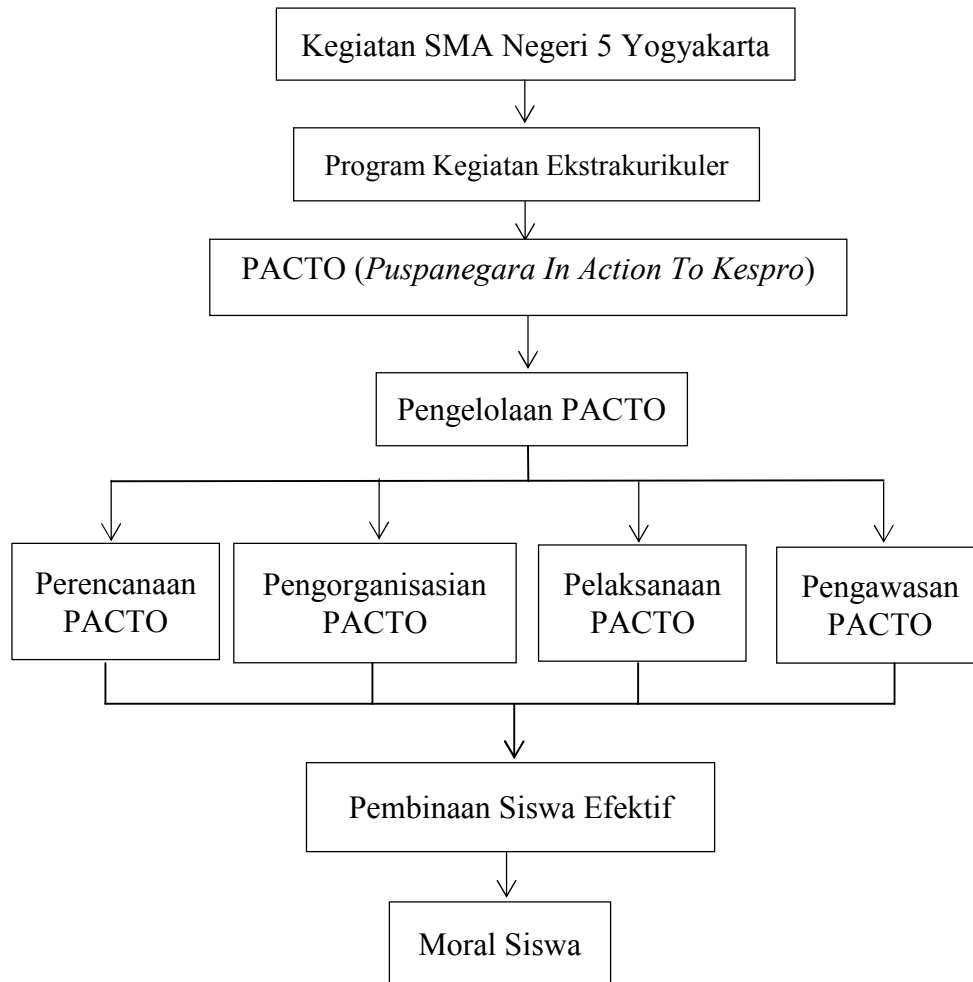 Kegiatan SMA Negeri 5 Yogyakarta
Program Kegiatan Ekstrakurikuler
PACTO (Puspanegara In Action To Kespro)
Pengelolaan PACTO
Perencanaan
PACTO
Pengorganisasian
PACTO
Pelaksanaan
PACTO
Pengawasan
PACTO
Pembinaan Siswa Efektif
Moral Siswa